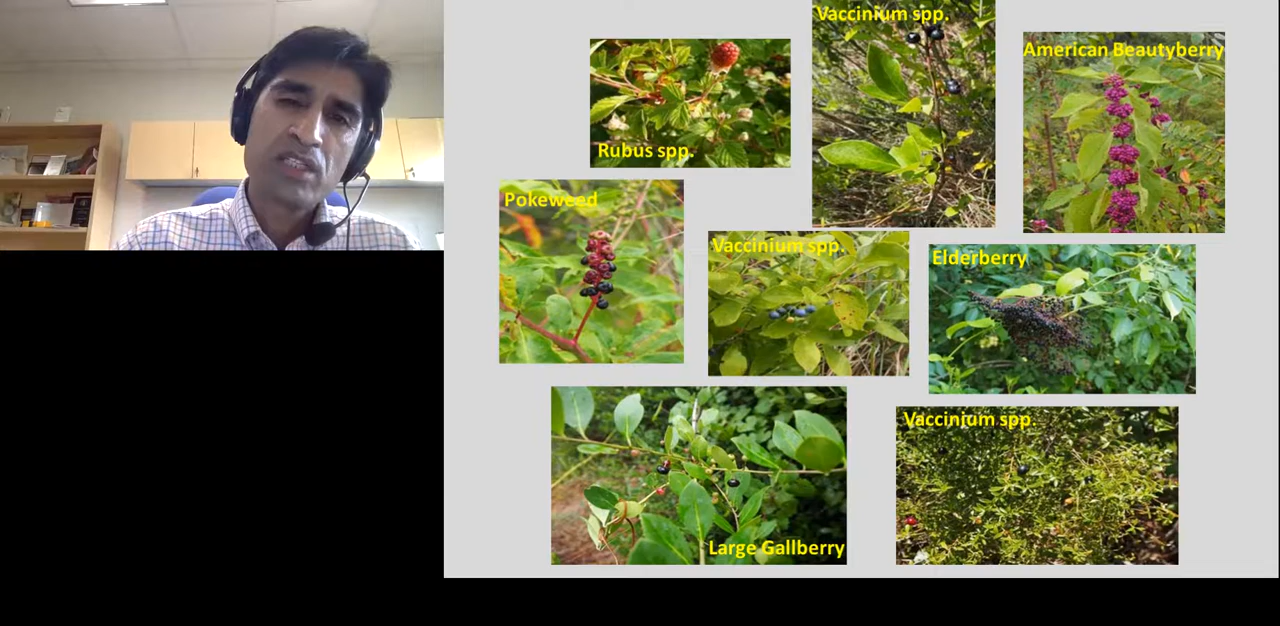 Vaccinium spp.
American Beautyberry
Rubus spp.
Pokeweed
Vaccinium spp.
Elderberry
Vaccinium spp.
Large Gallberry